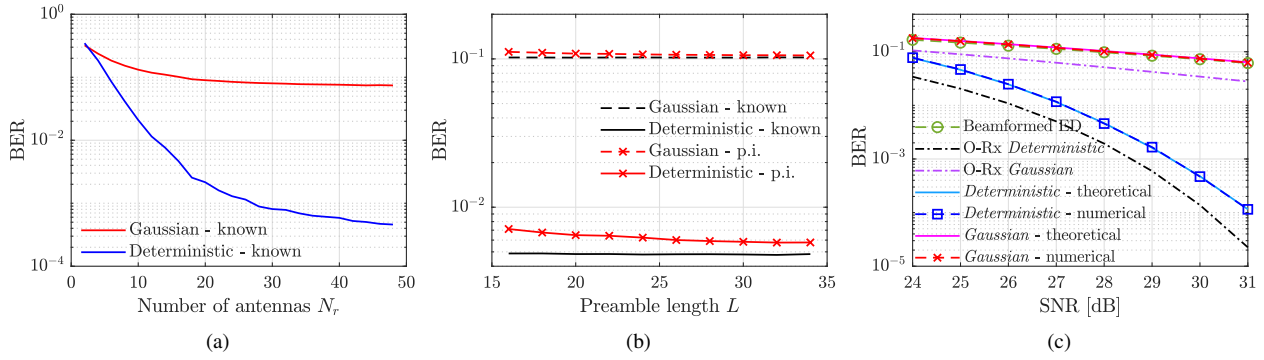 10^0
10^{-2}
10^{-4}
BER
0 10 20 30 40 50
Number of antennas N_r
Gaussian - known
Deterministic - known
(a)
10^{-1}
10^{-2}
BER
15 20 25 30 35
Preamble length L
Gaussian - known
Deterministic - known
Gaussian - p.i.
Deterministic - p.i.
(b)
10^{-1}
10^{-3}
10^{-5}
BER
24 25 26 27 28 29 30 31
SNR [dB]
Beamformed ED
O-Rx Deterministic
O-Rx Gaussian
Deterministic - theoretical
Deterministic - numerical
Gaussian - theoretical
Gaussian - numerical
(c)